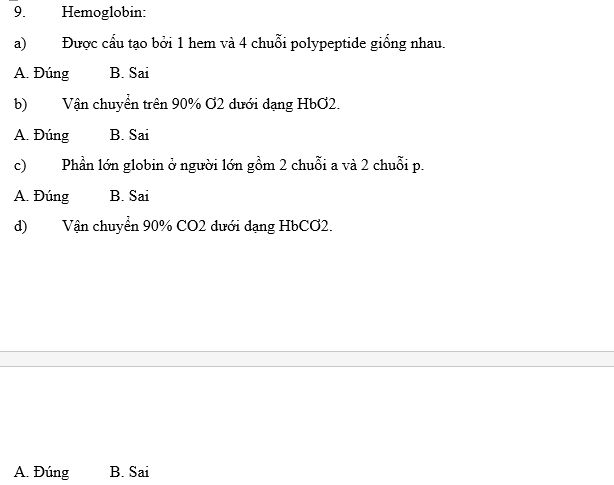 9. Hemoglobin:
a) Được cấu tạo bởi 1 hem và 4 chuỗi polypeptide giống nhau.
A. Đúng B. Sai
b) Vận chuyển trên 90% Ơ2 dưới dạng HbƠ2.
A. Đúng B. Sai
c) Phần lớn globin ở người lớn gồm 2 chuỗi a và 2 chuỗi p.
A. Đúng B. Sai
d) Vận chuyển 90% CO2 dưới dạng HbCƠ2.
A. Đúng B. Sai